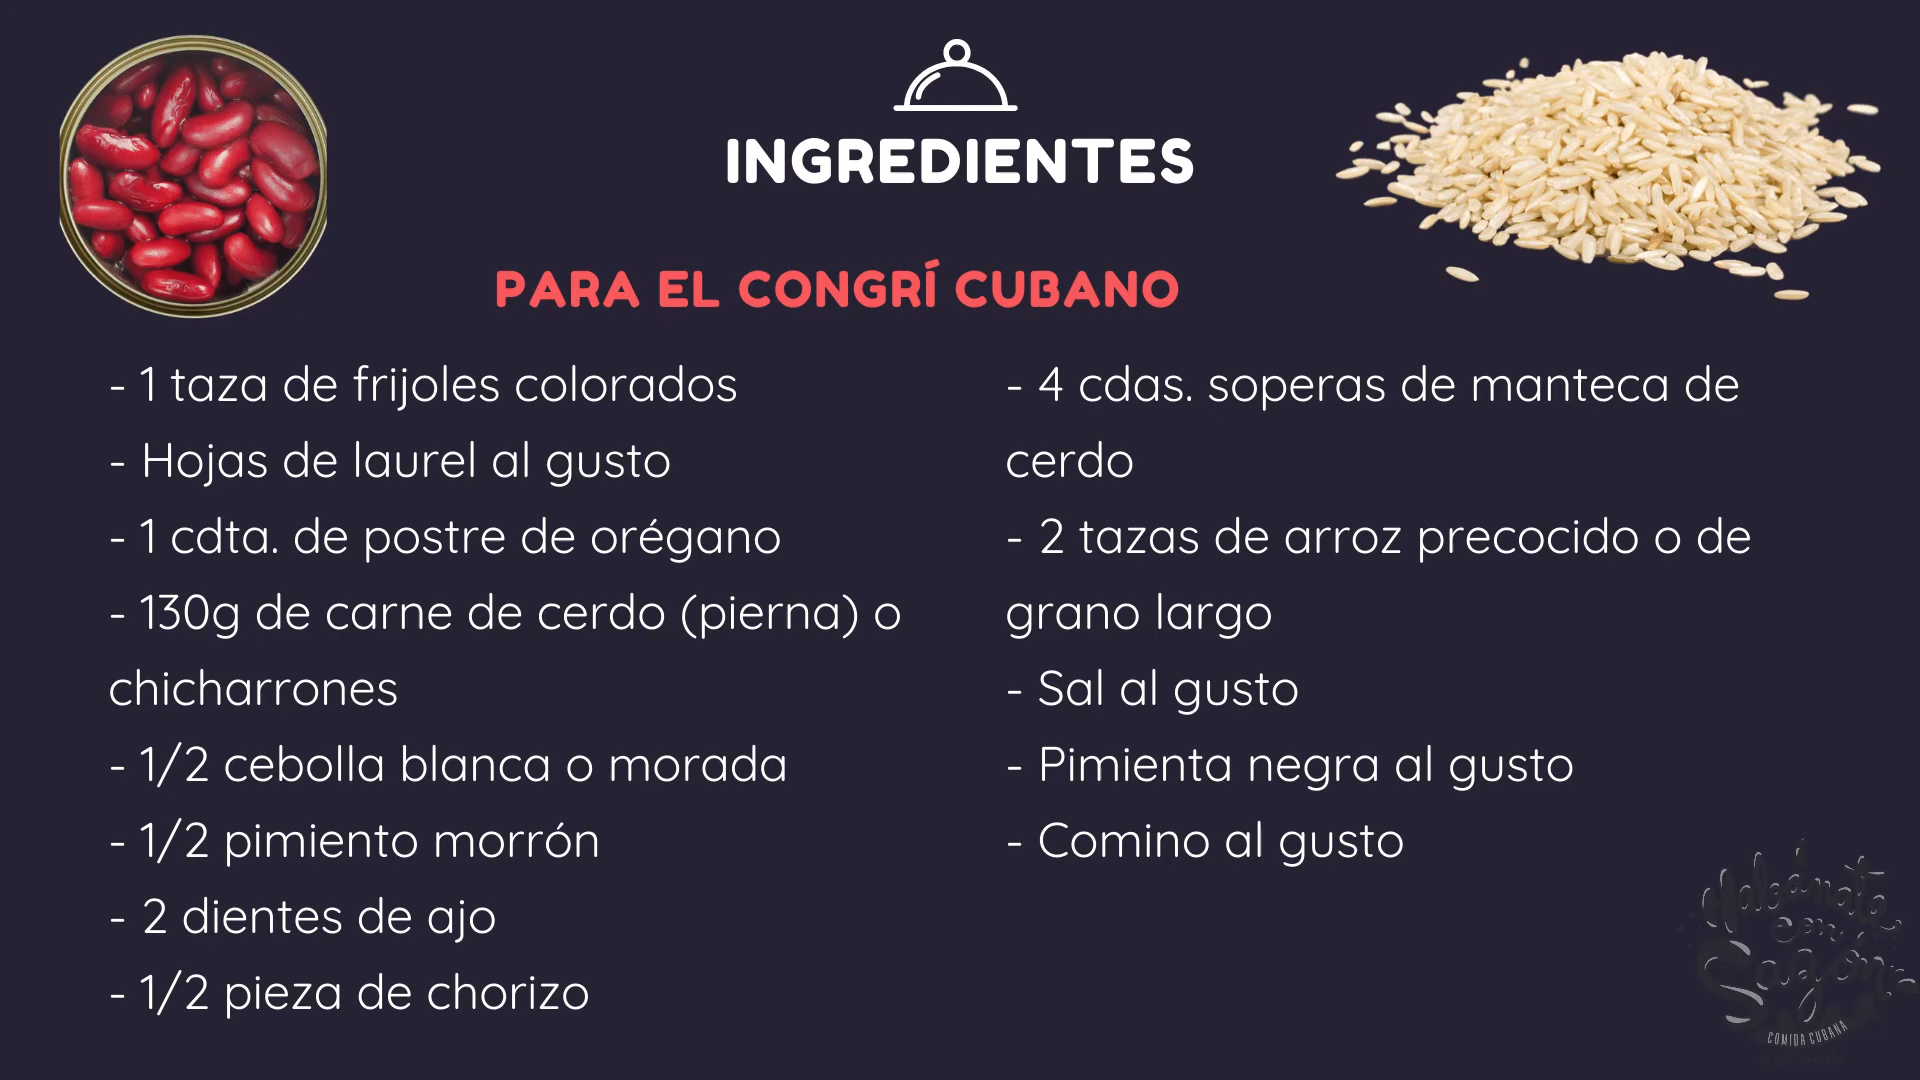 INGREDIENTES
PARA EL CONGRÍ CUBANO
- 1 taza de frijoles colorados
- Hojas de laurel al gusto
- 1 cdta. de postre de orégano
- 130g de carne de cerdo (pierna) o
chicharrones
- 1/2 cebolla blanca o morada
- 1/2 pimiento morrón
- 2 dientes de ajo
- 1/2 pieza de chorizo
- 4 cdas. soperas de manteca de
cerdo
- 2 tazas de arroz precocido o de
grano largo
- Sal al gusto
- Pimienta negra al gusto
- Comino al gusto
COMIDA CUBANA